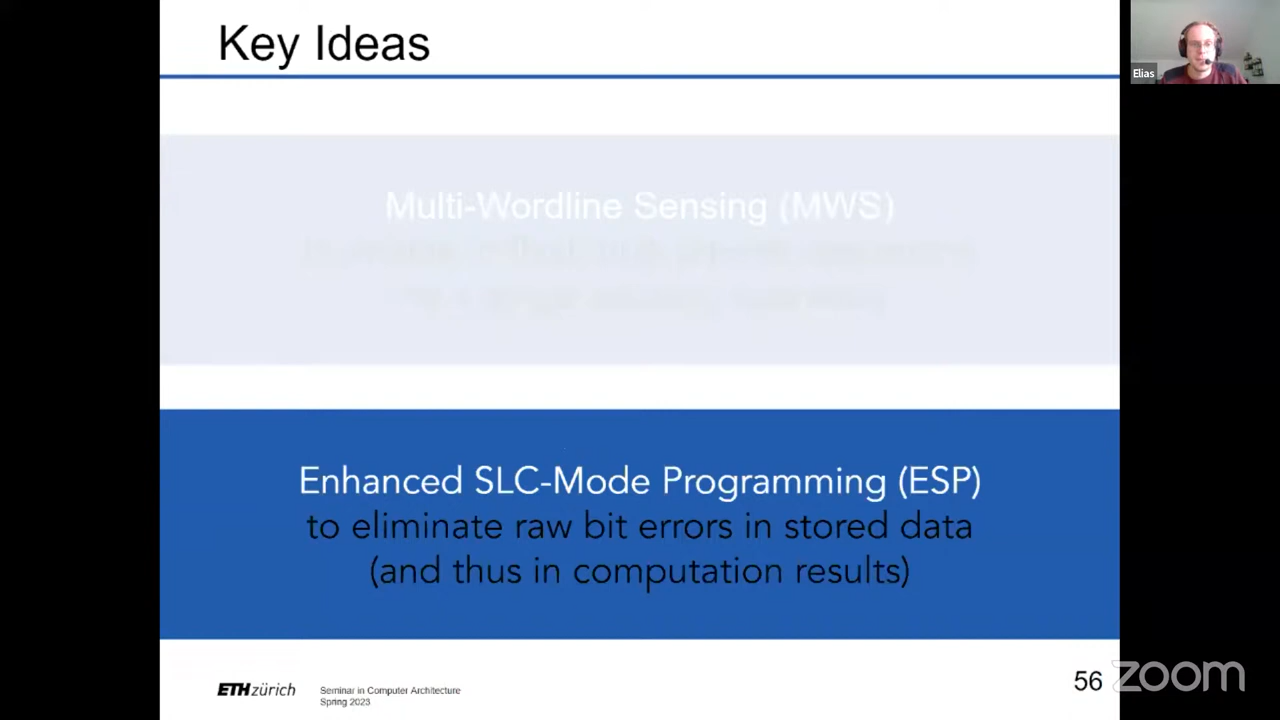 Key Ideas
Elias
Multi-Wordline Sensing (MWS)
Enhanced SLC-Mode Programming (ESP)
to eliminate raw bit errors in stored data
(and thus in computation results)
ETH zürich
Seminar in Computer Architecture
Spring 2023
56
zoom